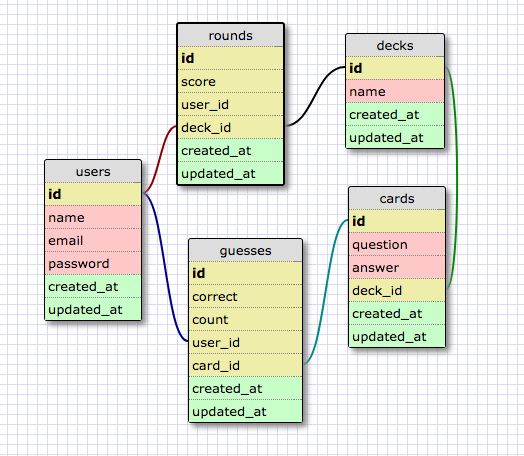 rounds
id
score
user_id
deck_id
created_at
updated_at
decks
id
name
created_at
updated_at
users
id
name
email
password
created_at
updated_at
cards
id
question
answer
deck_id
created_at
updated_at
guesses
id
correct
count
user_id
card_id
created_at
updated_at